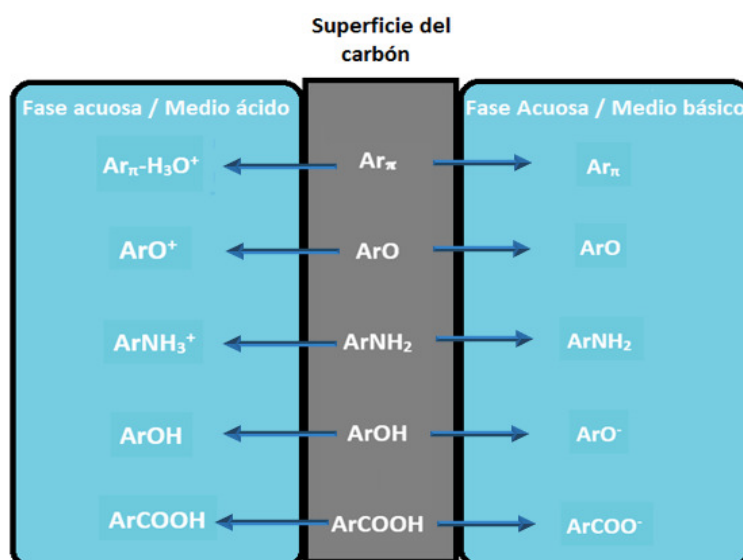 Superficie del
carbón
Fase acuosa / Medio ácido
Fase Acuosa / Medio básico
Arπ-H₃O⁺
Arπ
Arπ
ArO⁺
ArO
ArO
ArNH₃⁺
ArNH₂
ArNH₂
ArOH
ArOH
ArO⁻
ArCOOH
ArCOOH
ArCOO⁻